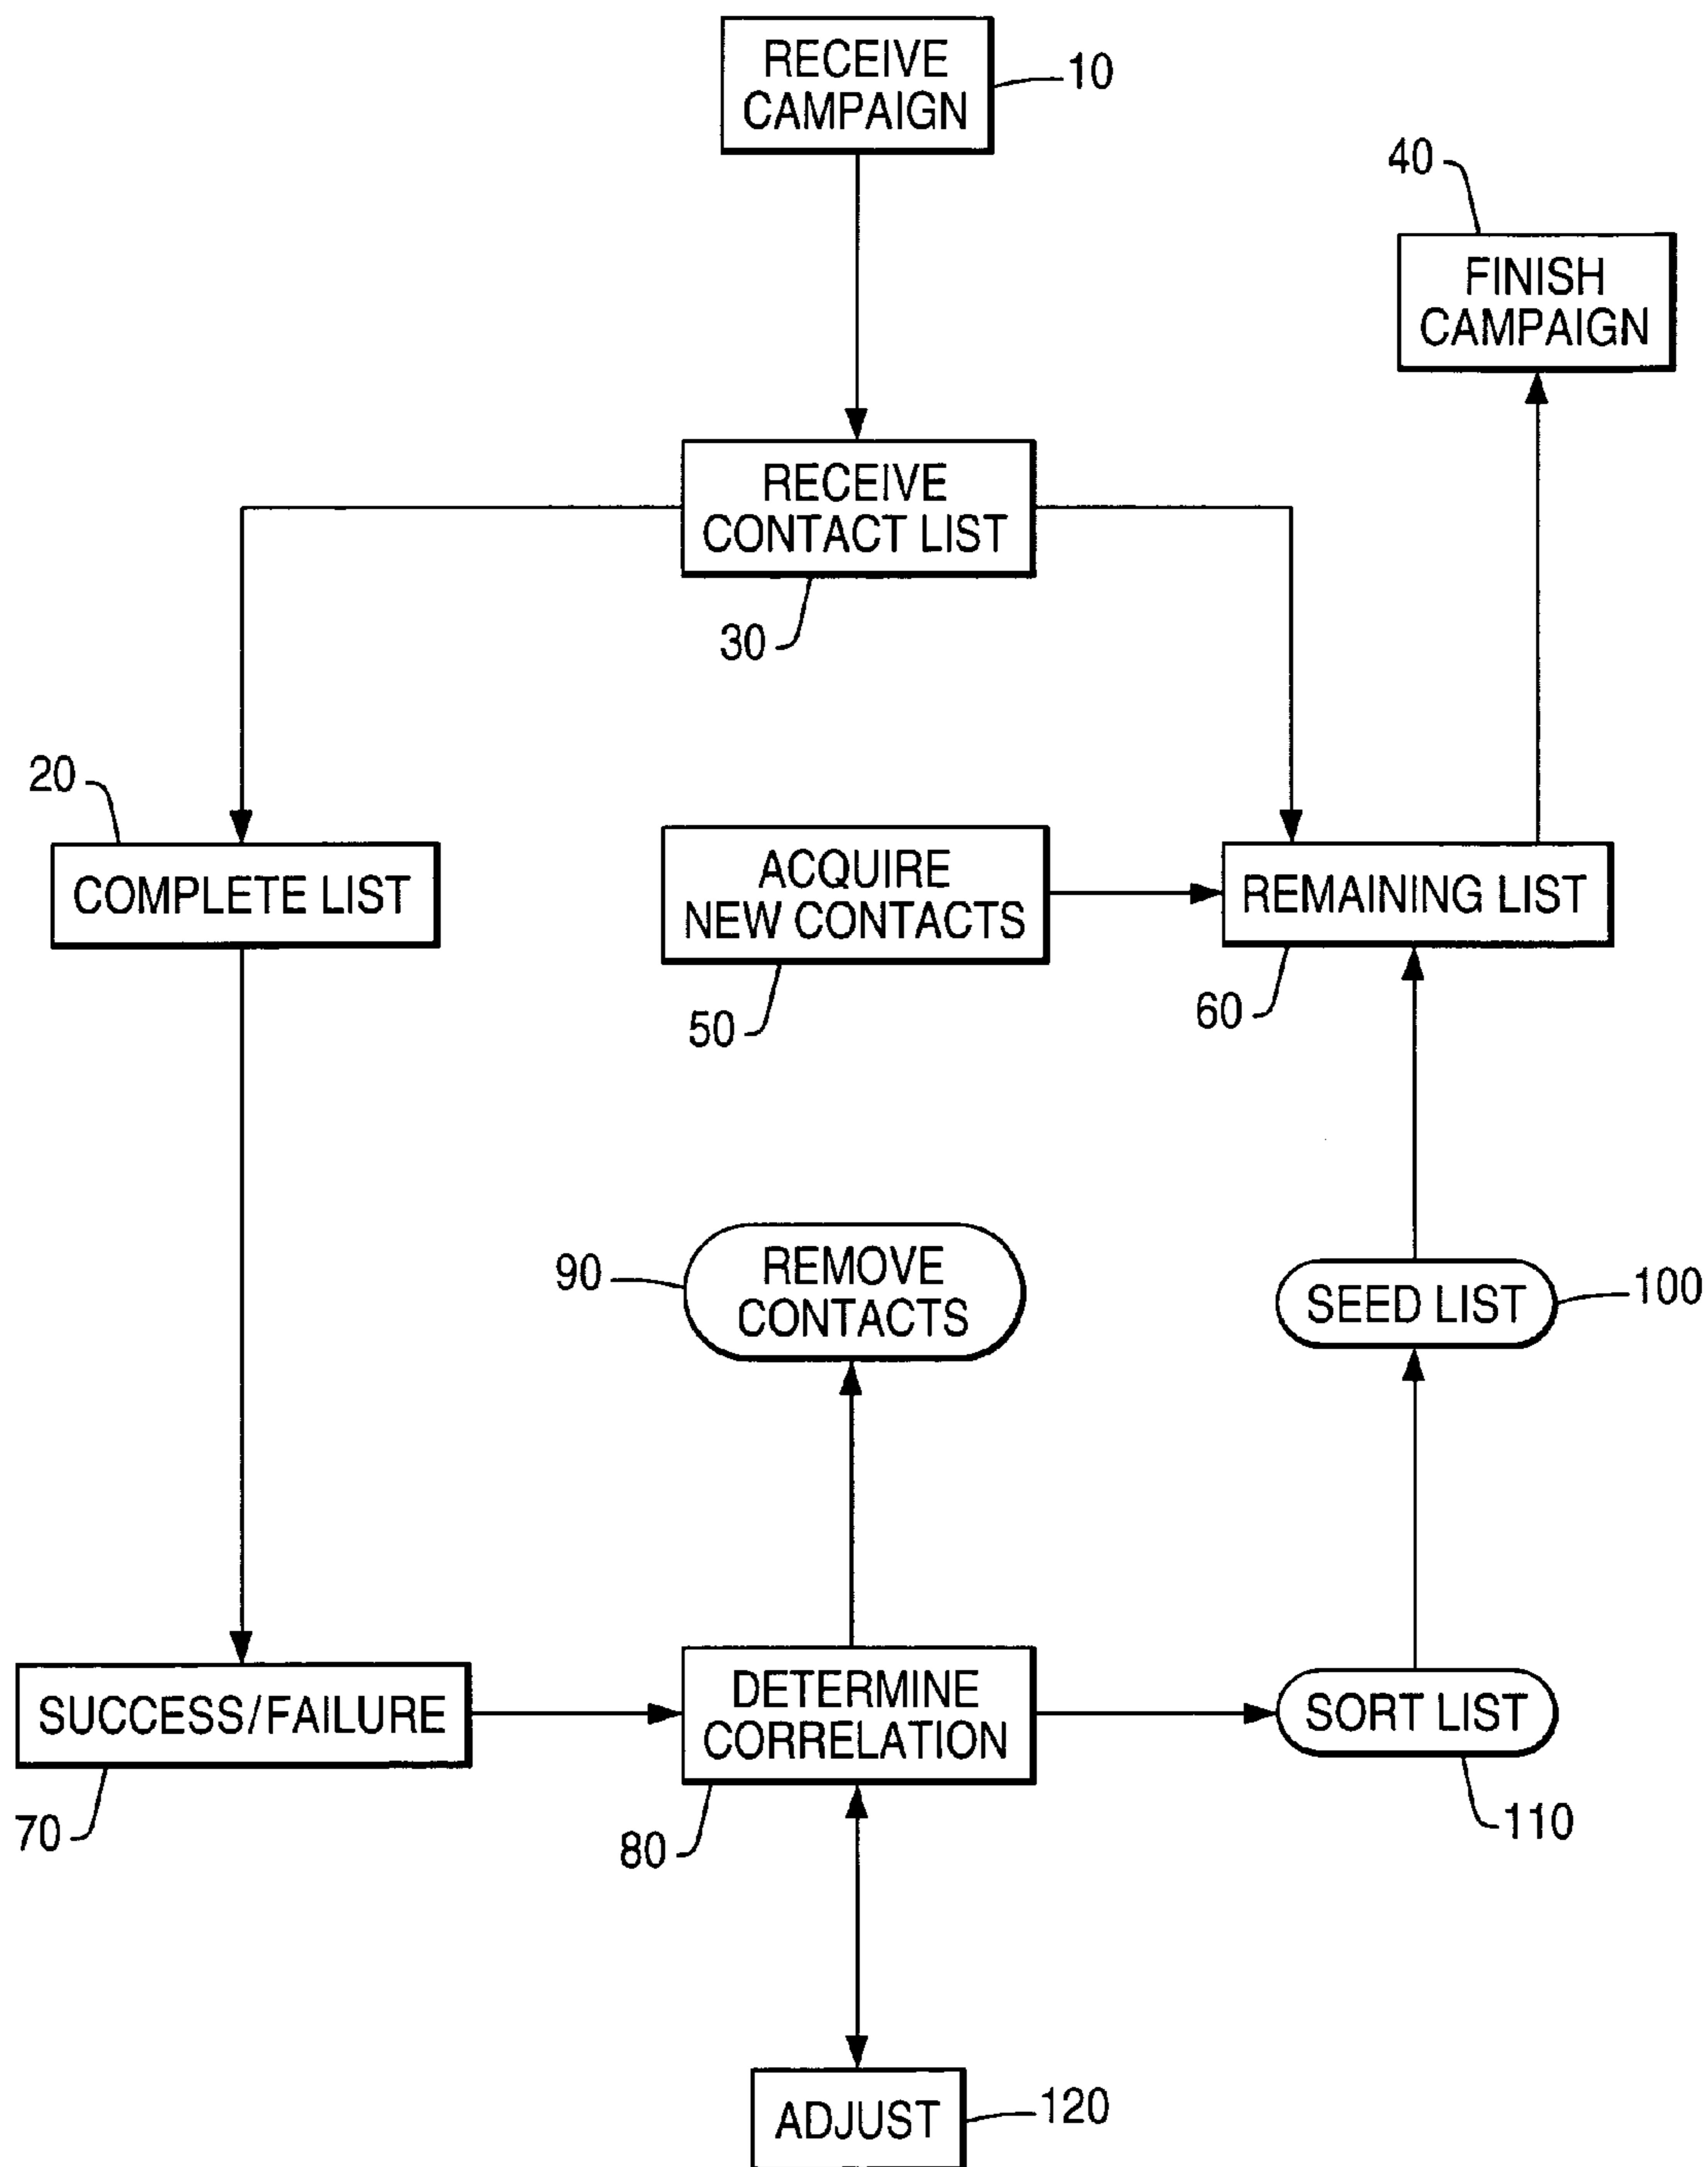 RECEIVE
CAMPAIGN
10
40
FINISH
CAMPAIGN
RECEIVE
CONTACT LIST
30
20
COMPLETE LIST
ACQUIRE
NEW CONTACTS
50
REMAINING LIST
60
90
REMOVE
CONTACTS
SEED LIST
100
SUCCESS/FAILURE
70
DETERMINE
CORRELATION
80
SORT LIST
110
ADJUST
120